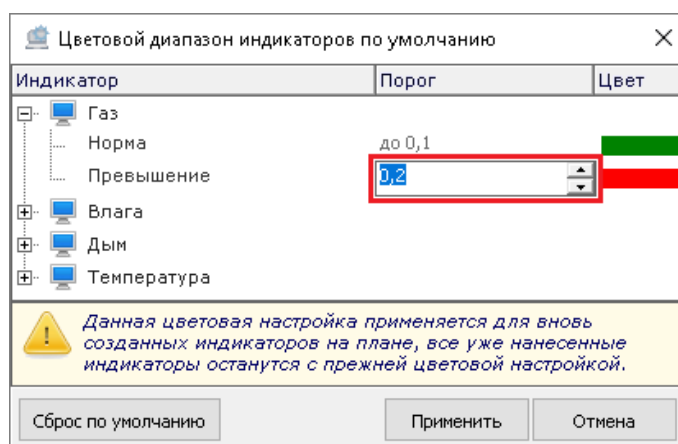 Цветовой диапазон индикаторов по умолчанию
Индикатор Порог Цвет
Газ
Норма до 0,1
Превышение 0,2
Влага
Дым
Температура
Данная цветовая настройка применяется для вновь
созданных индикаторов на плане, все уже нанесенные
индикаторы останутся с прежней цветовой настройкой.
Сброс по умолчанию Применить Отмена